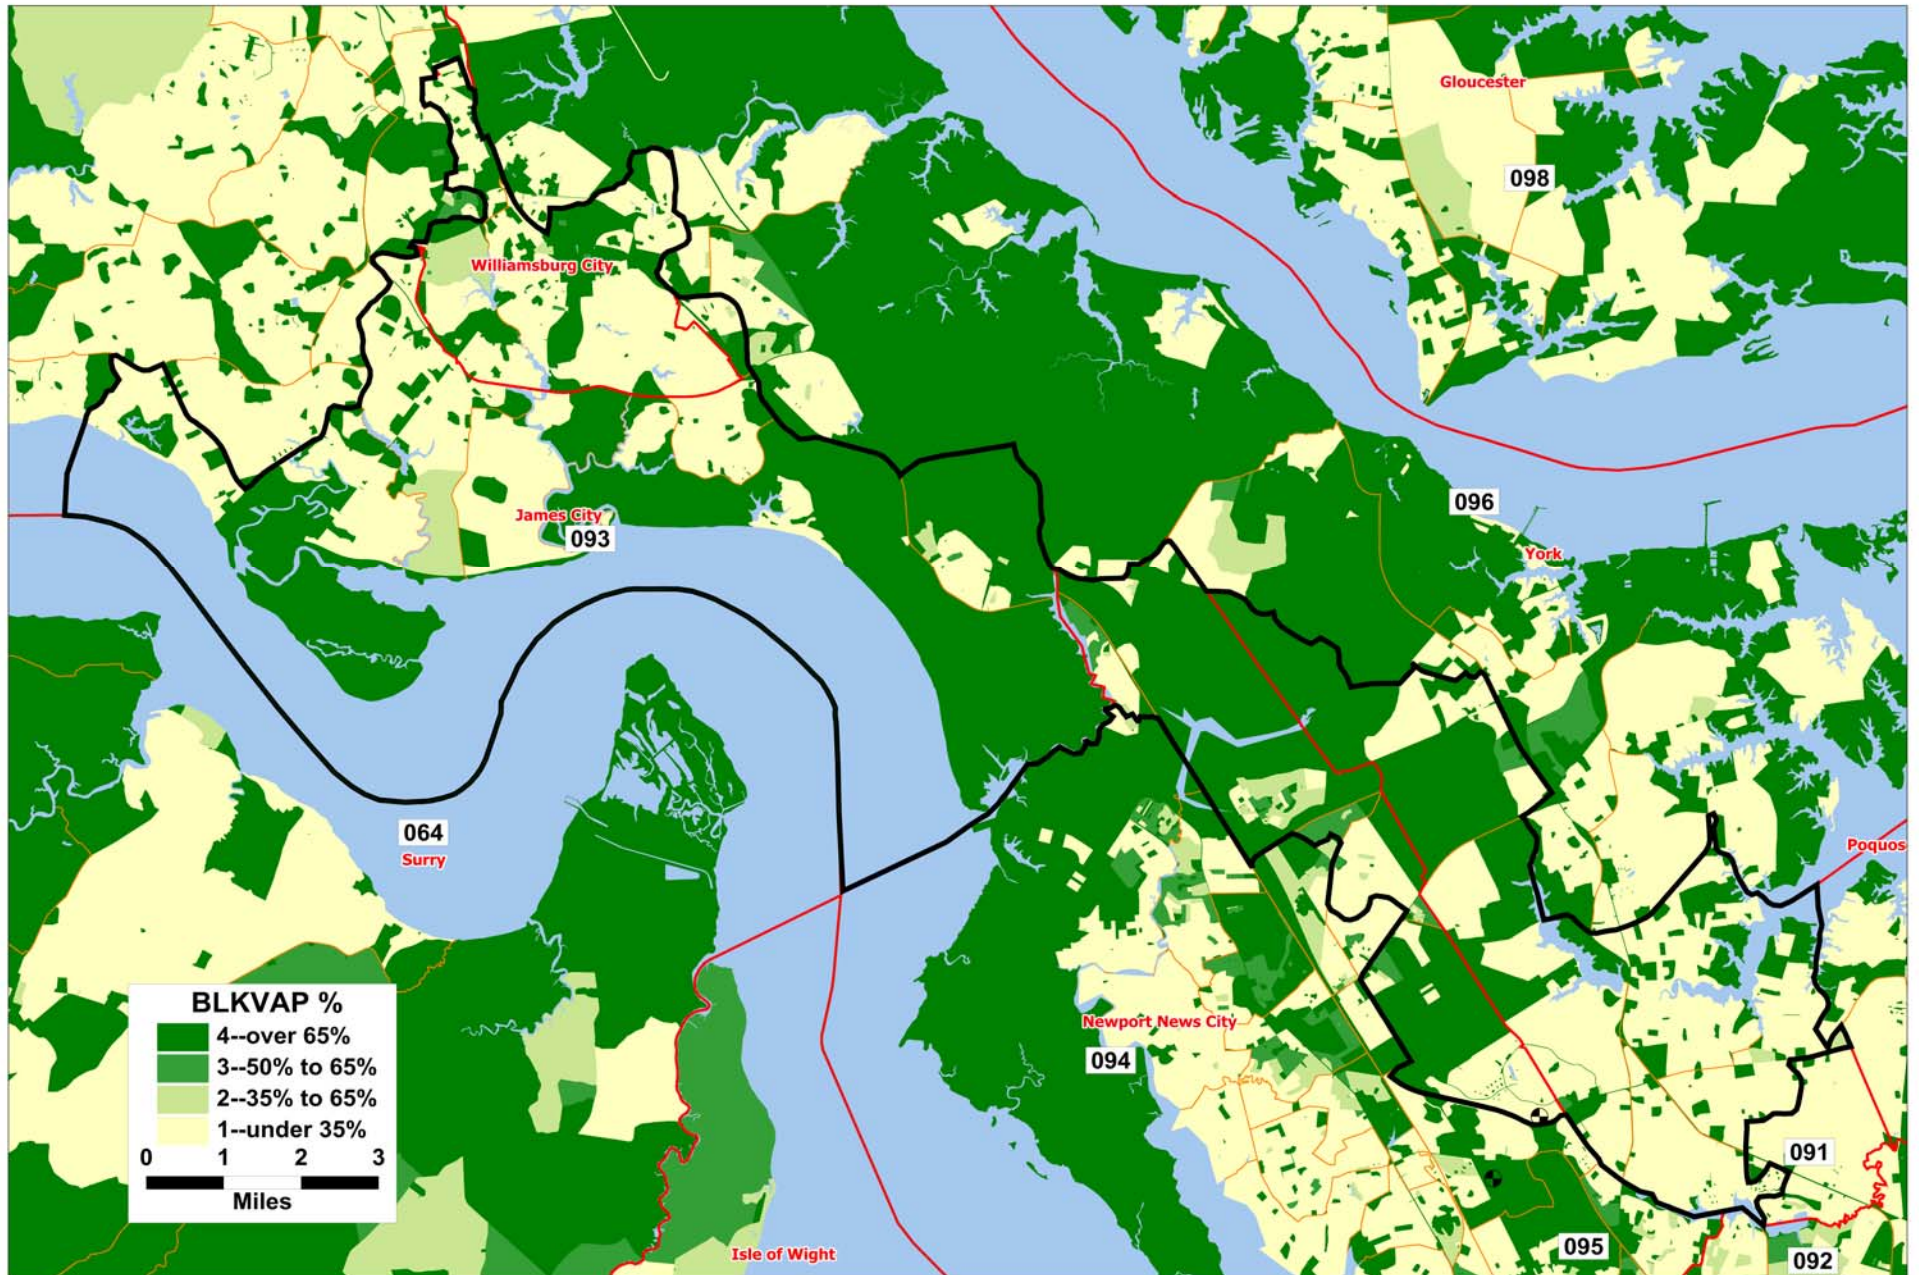 Gloucester
098
Williamsburg City
096
James City
093
York
064
Surry
Poquos
BLKVAP %
4--over 65%
3--50% to 65%
2--35% to 65%
1--under 35%
0 1 2 3
Miles
Newport News City
094
091
Isle of Wight
095
092